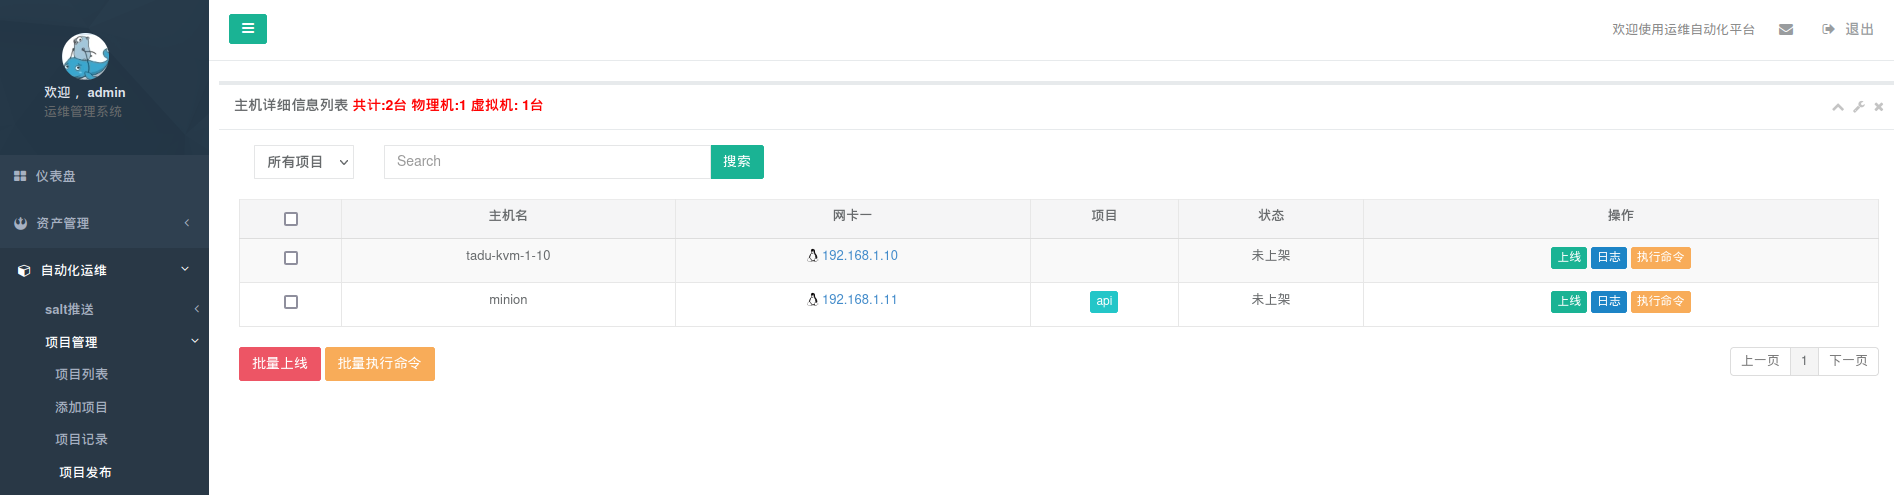 欢迎， admin
运维管理系统
仪表盘
资产管理
自动化运维
salt推送
项目管理
项目列表
添加项目
项目记录
项目发布
欢迎使用运维自动化平台 退出
主机详细信息列表 共计:2台 物理机:1 虚拟机: 1台
所有项目 Search 搜索
主机名 网卡一 项目 状态 操作
tadu-kvm-1-10 192.168.1.10 未上架 上线 日志 执行命令
minion 192.168.1.11 api 未上架 上线 日志 执行命令
批量上线 批量执行命令 上一页 1 下一页